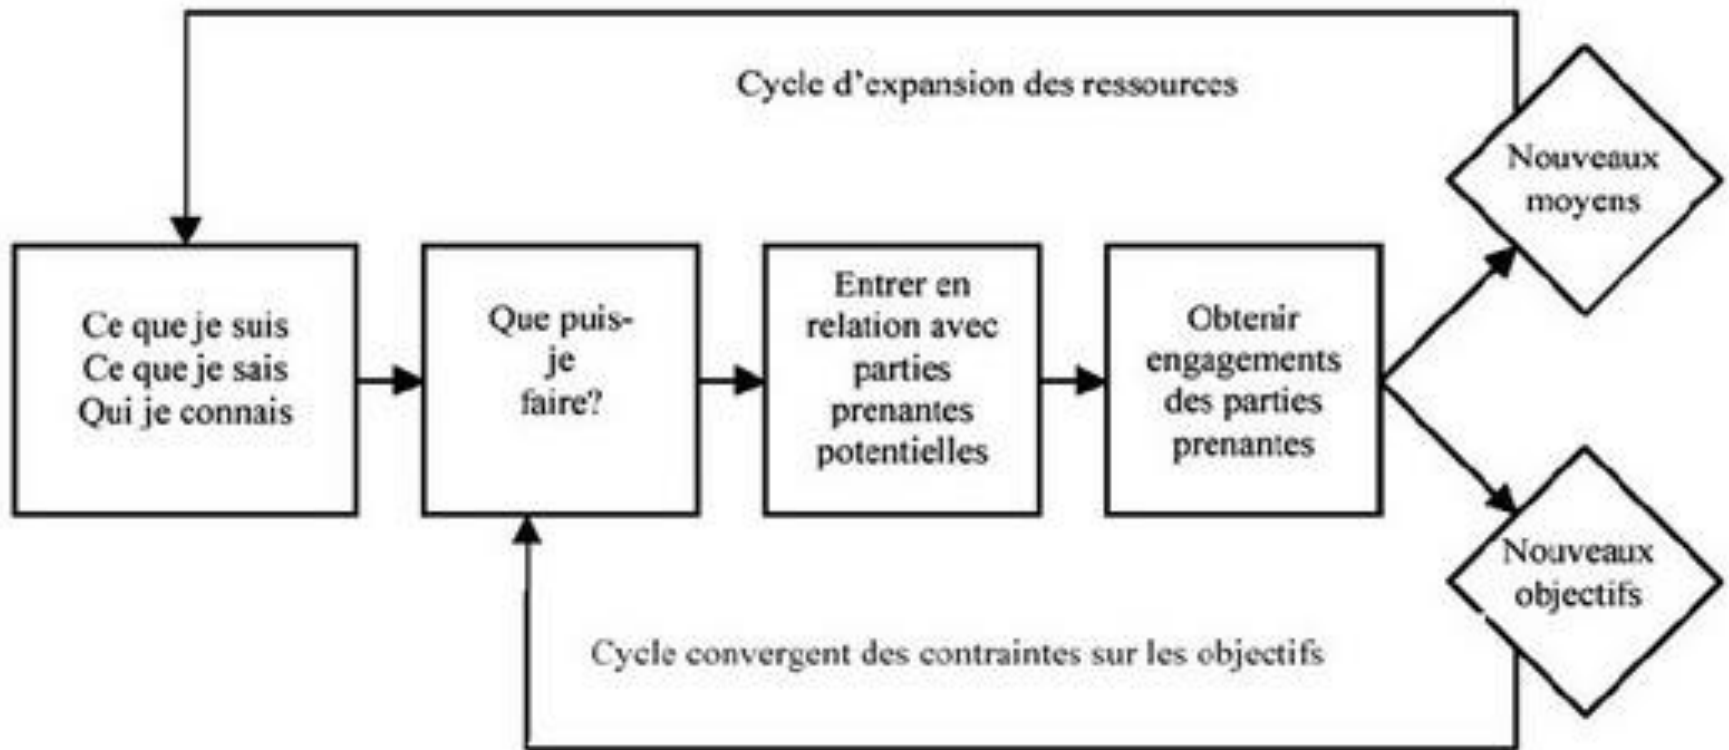 Cycle d'expansion des ressources
Nouveaux
moyens
Ce que je suis
Ce que je sais
Qui je connais
Que puis-
je
faire?
Entrer en
relation avec
parties
prenantes
potentielles
Obtenir
engagements
des parties
prenantes
Nouveaux
objectifs
Cycle convergent des contraintes sur les objectifs